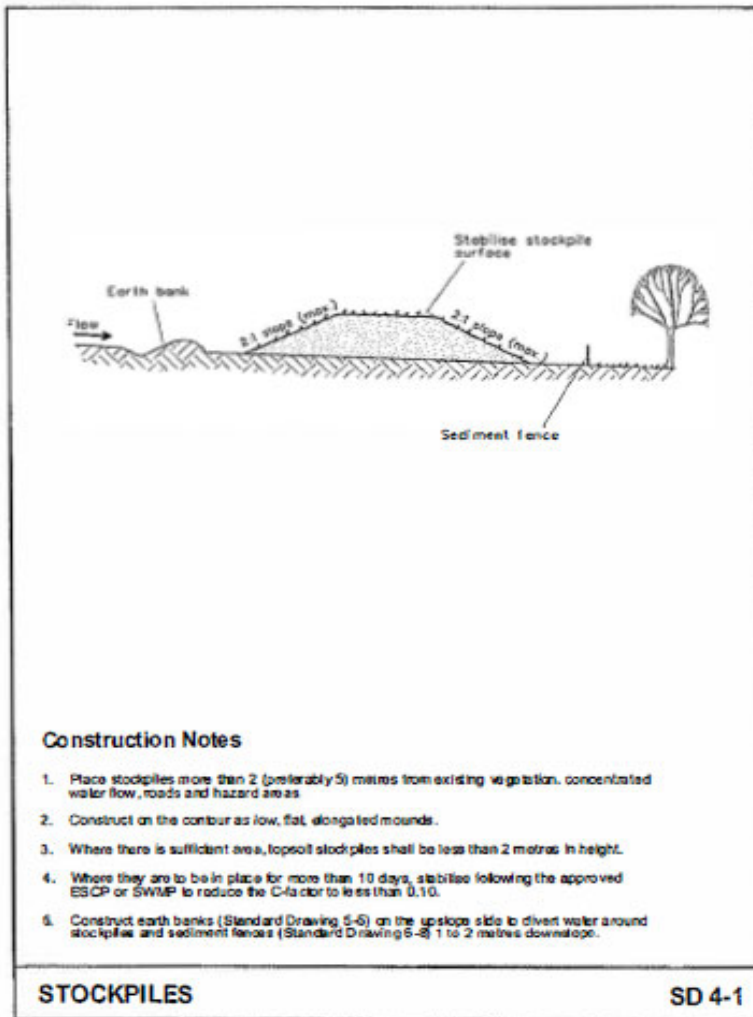 Stabilise stockpile
surface
Earth bank
Flow
2:1 slope (max.)
2:1 slope (max.)
Sediment fence
Construction Notes
1. Place stockpiles more than 2 (preferably 5) metres from existing vegetation, concentrated
water flow, roads and hazard areas
2. Construct on the contour as low, flat, elongated mounds.
3. Where there is sufficient area, topsoil stockpiles shall be less than 2 metres in height.
4. Where they are to be in place for more than 10 days, stabilise following the approved
ESCP or SWMP to reduce the C-factor to less than 0.10.
5. Construct earth banks (Standard Drawing 5-5) on the upslope side to divert water around
stockpiles and sediment fences (Standard Drawing 6-8) 1 to 2 metres downslope.
STOCKPILES
SD 4-1